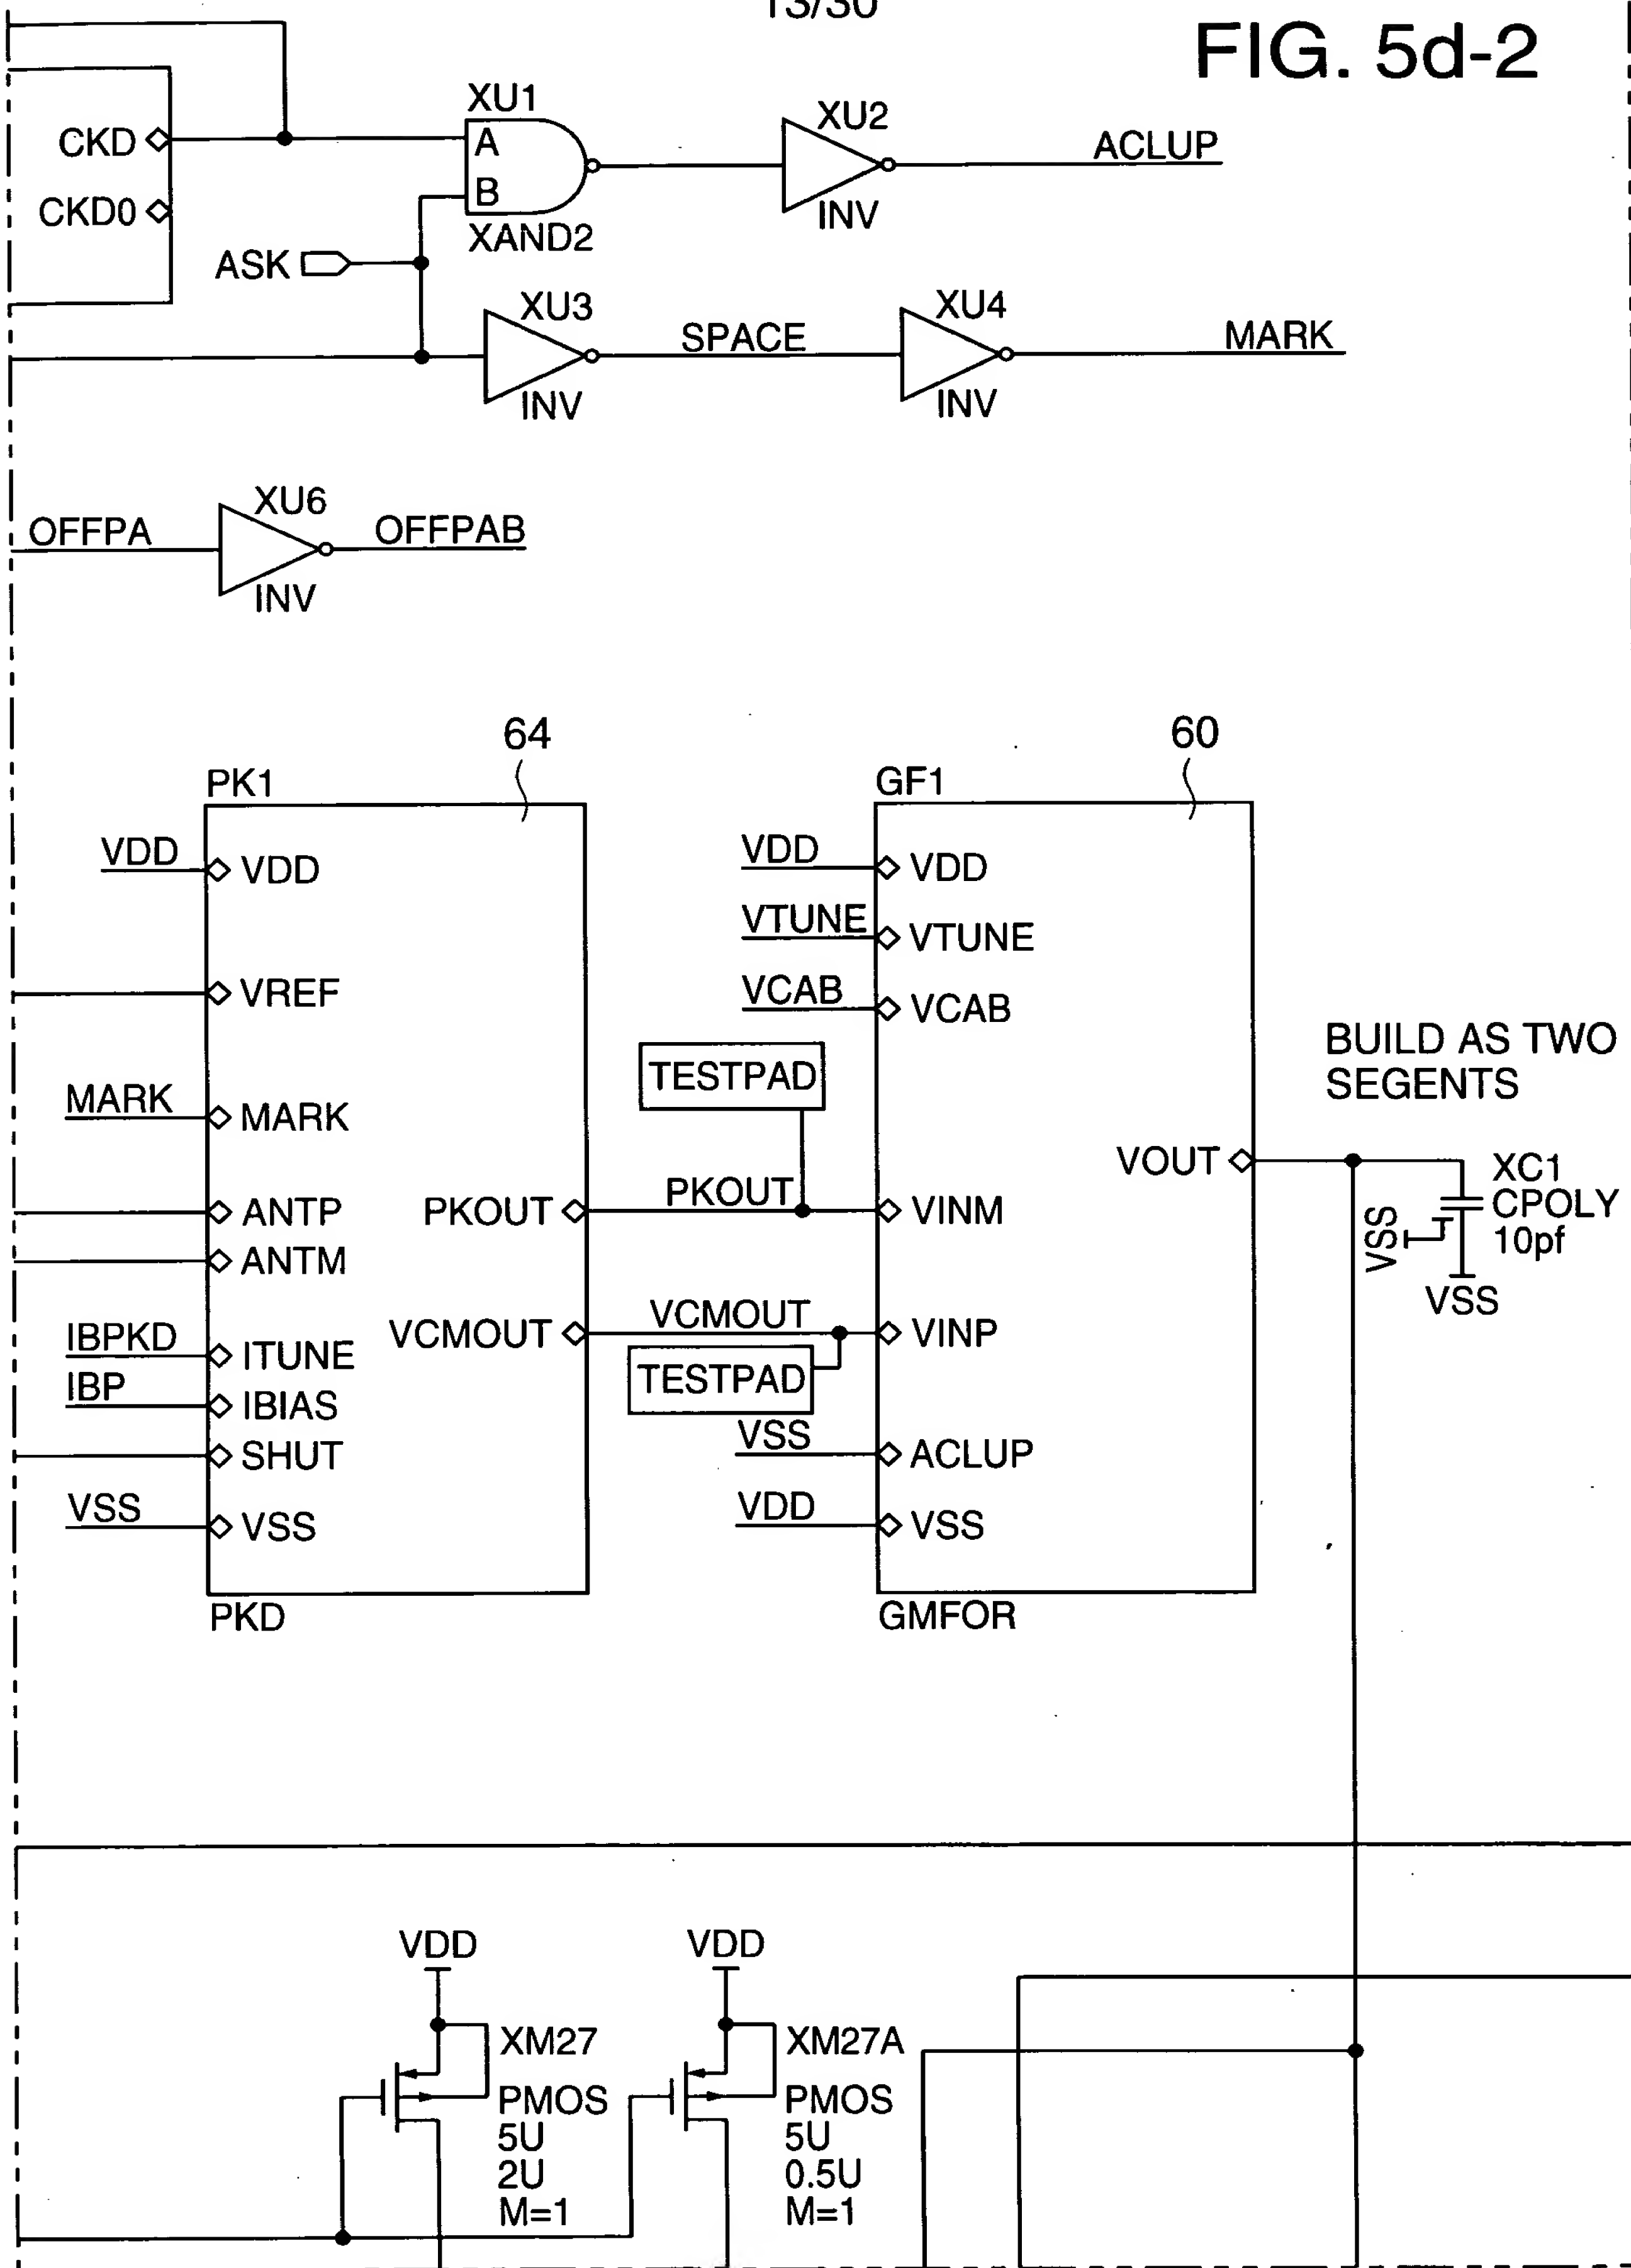 13/30
FIG. 5d-2
CKD
CKD0
XU1
A
B
XAND2
XU2
INV
ACLUP
ASK
XU3
INV
SPACE
XU4
INV
MARK
OFFPA
XU6
INV
OFFPAB
64
PK1
VDD
VDD
VREF
MARK
MARK
ANTP
ANTM
IBPKD
ITUNE
IBP
IBIAS
SHUT
VSS
VSS
PKOUT
VCMOUT
PKD
TESTPAD
PKOUT
VCMOUT
TESTPAD
60
GF1
VDD
VDD
VTUNE
VTUNE
VCAB
VCAB
VINM
VINP
VSS
ACLUP
VDD
VSS
VOUT
GMFOR
BUILD AS TWO
SEGENTS
XC1
CPOLY
10pf
VSS
VSS
VDD
XM27
PMOS
5U
2U
M=1
VDD
XM27A
PMOS
5U
0.5U
M=1